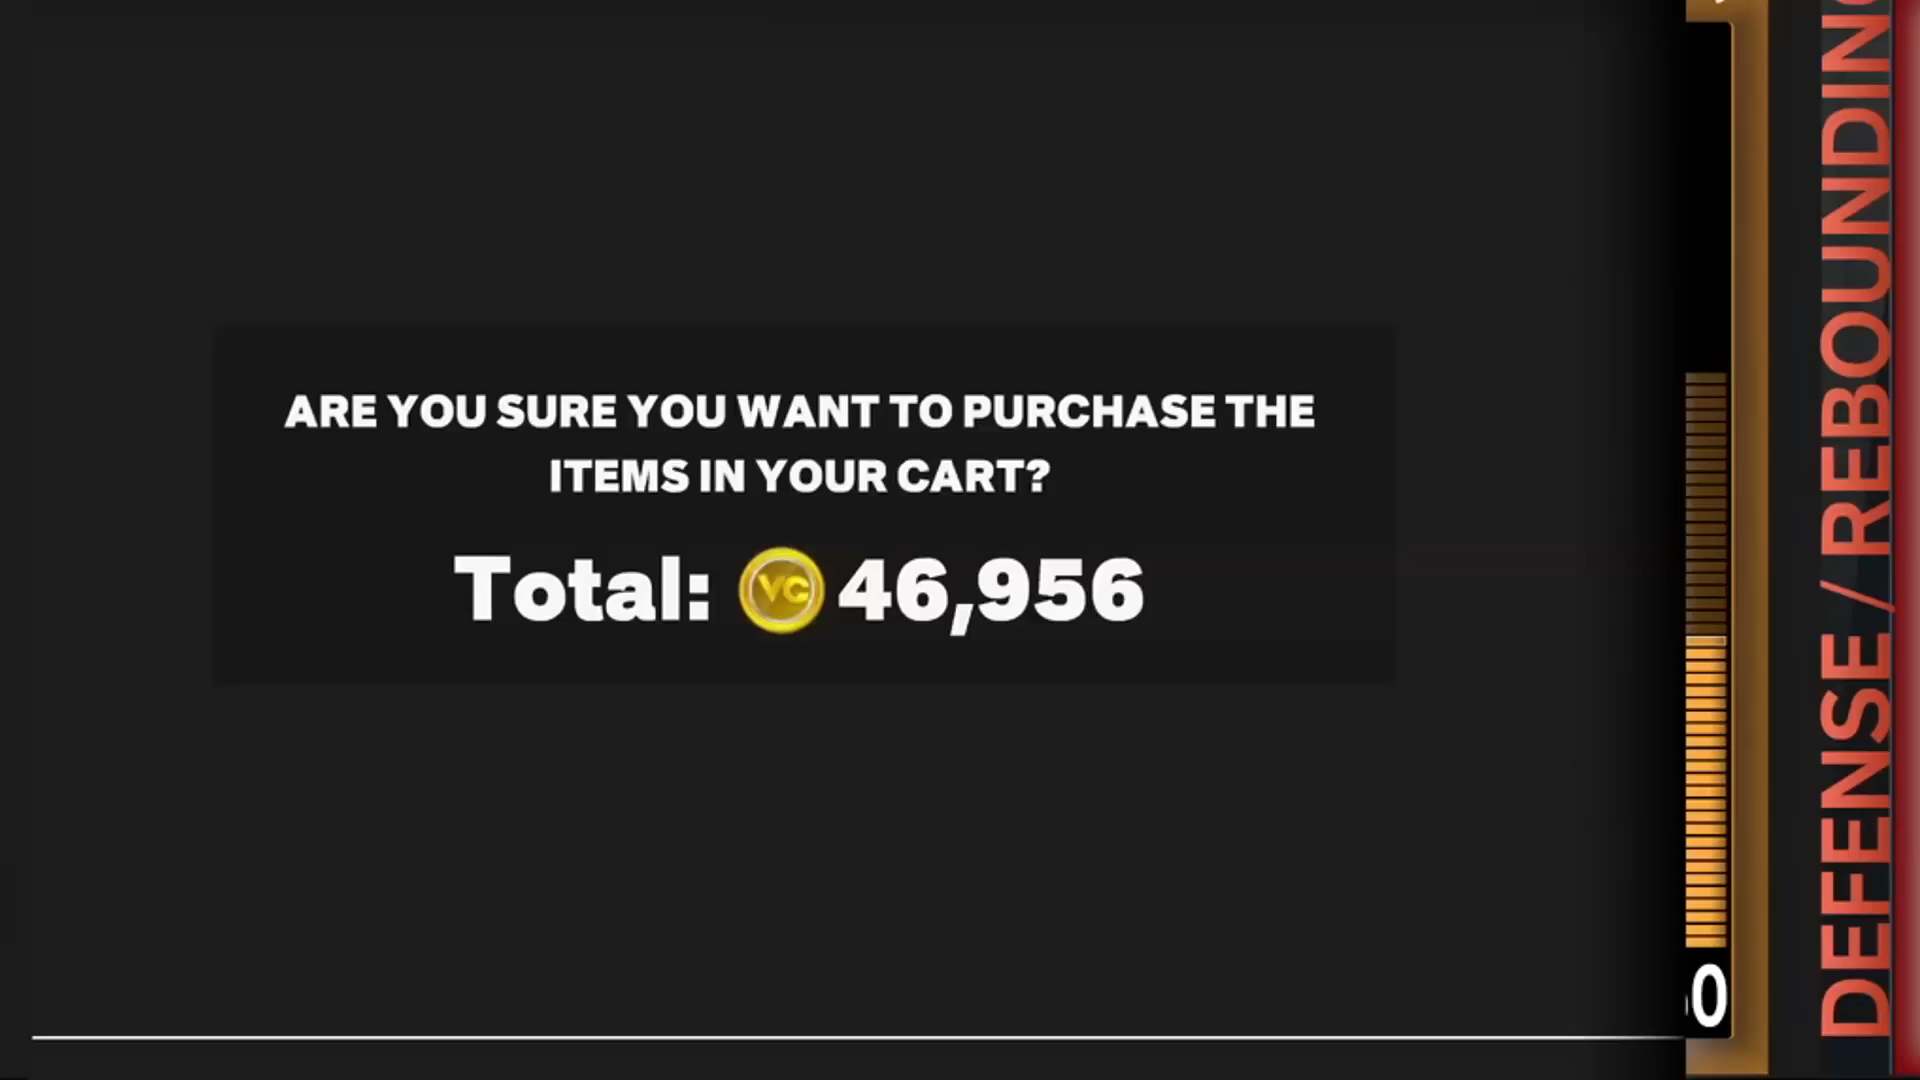 ARE YOU SURE YOU WANT TO PURCHASE THE
ITEMS IN YOUR CART?
Total: VC 46,956
DEFENSE / REBOUNDING